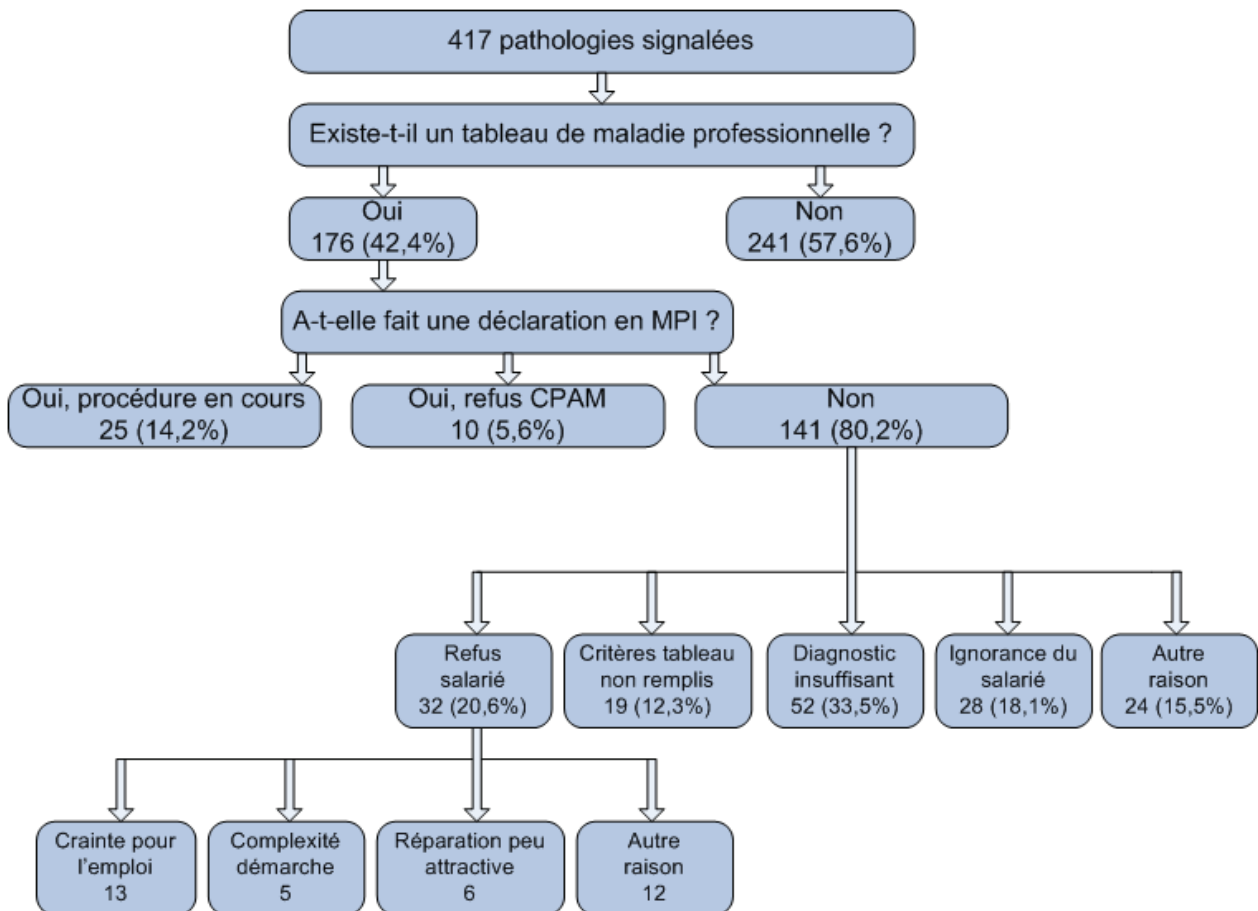 417 pathologies signalées
Existe-t-il un tableau de maladie professionnelle ?
Oui
176 (42,4%)
Non
241 (57,6%)
A-t-elle fait une déclaration en MPI ?
Oui, procédure en cours
25 (14,2%)
Oui, refus CPAM
10 (5,6%)
Non
141 (80,2%)
Refus
salarié
32 (20,6%)
Critères tableau
non remplis
19 (12,3%)
Diagnostic
insuffisant
52 (33,5%)
Ignorance du
salarié
28 (18,1%)
Autre
raison
24 (15,5%)
Crainte pour
l'emploi
13
Complexité
démarche
5
Réparation peu
attractive
6
Autre
raison
12